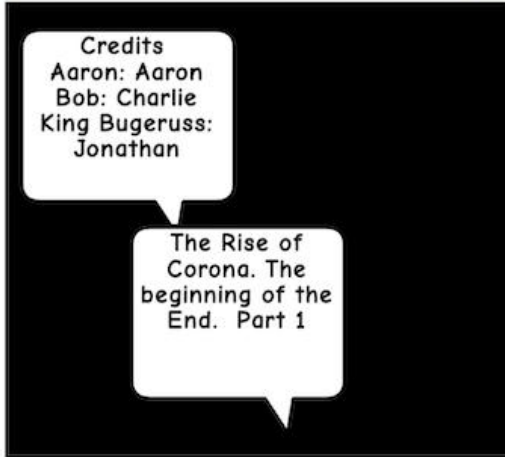 Credits
Aaron: Aaron
Bob: Charlie
King Bugeruss:
Jonathan
The Rise of
Corona. The
beginning of the
End. Part 1